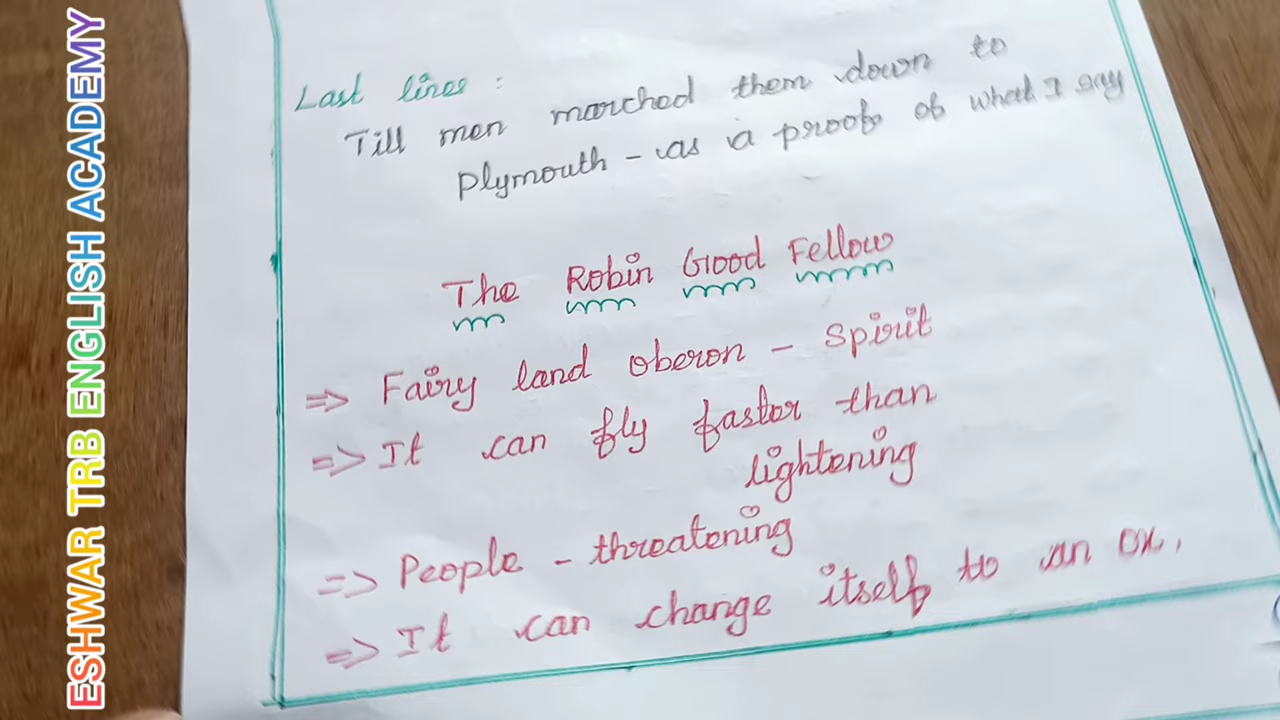 ESHWAR TRB ENGLISH ACADEMY
Last lines :
Till men marched them down to
plymouth – as a proof of what I say
The Robin Good Fellow
⇒ Fairy land oberon – Spirit
⇒ It can fly faster than
lightening
⇒ People – threatening
⇒ It can change itself to an ox.